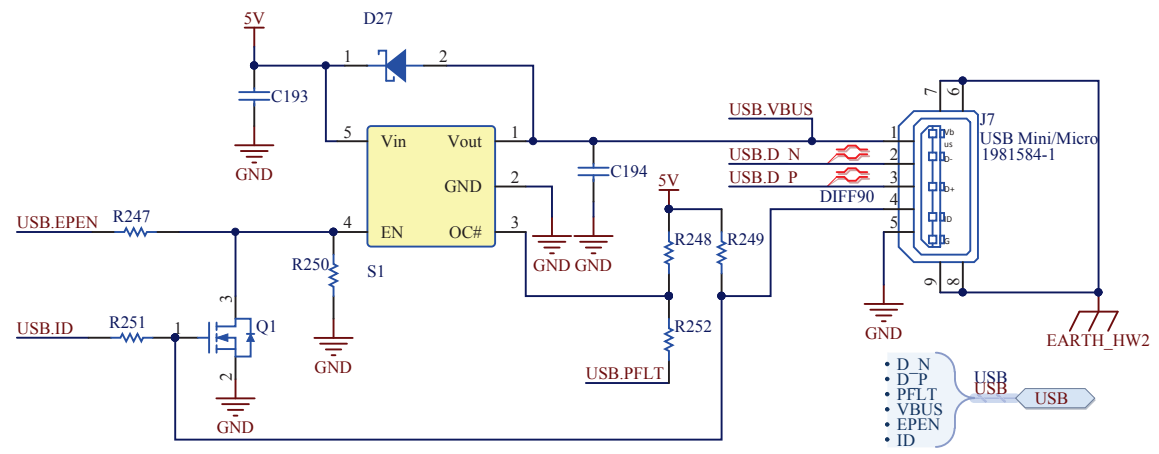 5V
D27
1
2
C193
GND
5
Vin
Vout
1
GND
2
4
EN
OC#
3
S1
USB.EPEN
R247
R250
GND
USB.ID
R251
1
3
Q1
2
GND
C194
GND
GND
5V
R248
R249
R252
USB.PFLT
USB.VBUS
USB.D_N
USB.D_P
DIFF90
1
2
3
4
5
7
6
9
8
Vb
us
D-
D+
ID
G
J7
USB Mini/Micro
1981584-1
GND
EARTH_HW2
• D_N
• D_P
• PFLT
• VBUS
• EPEN
• ID
USB
USB
USB